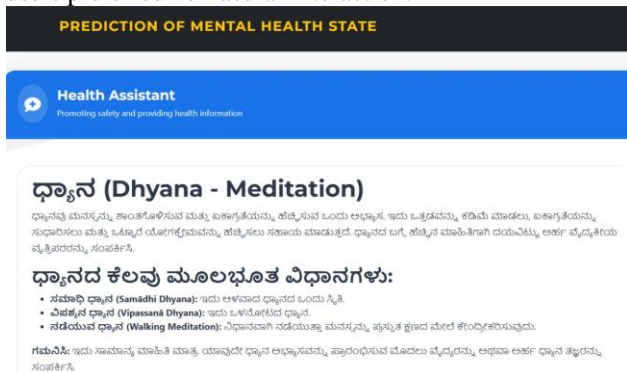 PREDICTION OF MENTAL HEALTH STATE
Health Assistant
Promoting safety and providing health information
ಧ್ಯಾನ (Dhyana - Meditation)
ಧ್ಯಾನವು ಮನಸ್ಸನ್ನು ಶಾಂತಗೊಳಿಸುವ ಮತ್ತು ಏಕಾಗ್ರತೆಯನ್ನು ಹೆಚ್ಚಿಸುವ ಒಂದು ಅಭ್ಯಾಸ. ಇದು ಒತ್ತಡವನ್ನು ಕಡಿಮೆ ಮಾಡಲು, ಏಕಾಗ್ರತೆಯನ್ನು
ಸುಧಾರಿಸಲು ಮತ್ತು ಒಟ್ಟಾರೆ ಯೋಗಕ್ಷೇಮವನ್ನು ಹೆಚ್ಚಿಸಲು ಸಹಾಯ ಮಾಡುತ್ತದೆ. ಧ್ಯಾನದ ಬಗ್ಗೆ ಹೆಚ್ಚಿನ ಮಾಹಿತಿಗಾಗಿ ದಯವಿಟ್ಟು ಅರ್ಹ ವೈದ್ಯಕೀಯ
ವೃತ್ತಿಪರರನ್ನು ಸಂಪರ್ಕಿಸಿ.
ಧ್ಯಾನದ ಕೆಲವು ಮೂಲಭೂತ ವಿಧಾನಗಳು:
• ಸಮಾಧಿ ಧ್ಯಾನ (Samādhi Dhyana): ಇದು ಆಳವಾದ ಧ್ಯಾನದ ಒಂದು ಸ್ಥಿತಿ.
• ವಿಪಶ್ಯನ ಧ್ಯಾನ (Vipassanā Dhyana): ಇದು ಒಳನೋಟದ ಧ್ಯಾನ.
• ನಡೆಯುವ ಧ್ಯಾನ (Walking Meditation): ನಿಧಾನವಾಗಿ ನಡೆಯುತ್ತಾ ಮನಸ್ಸನ್ನು ಪ್ರಸ್ತುತ ಕ್ಷಣದ ಮೇಲೆ ಕೇಂದ್ರೀಕರಿಸುವುದು.
ಗಮನಿಸಿ: ಇದು ಸಾಮಾನ್ಯ ಮಾಹಿತಿ ಮಾತ್ರ. ಯಾವುದೇ ಧ್ಯಾನ ಅಭ್ಯಾಸವನ್ನು ಪ್ರಾರಂಭಿಸುವ ಮೊದಲು ವೈದ್ಯರನ್ನು ಅಥವಾ ಅರ್ಹ ಧ್ಯಾನ ತಜ್ಞರನ್ನು
ಸಂಪರ್ಕಿಸಿ.